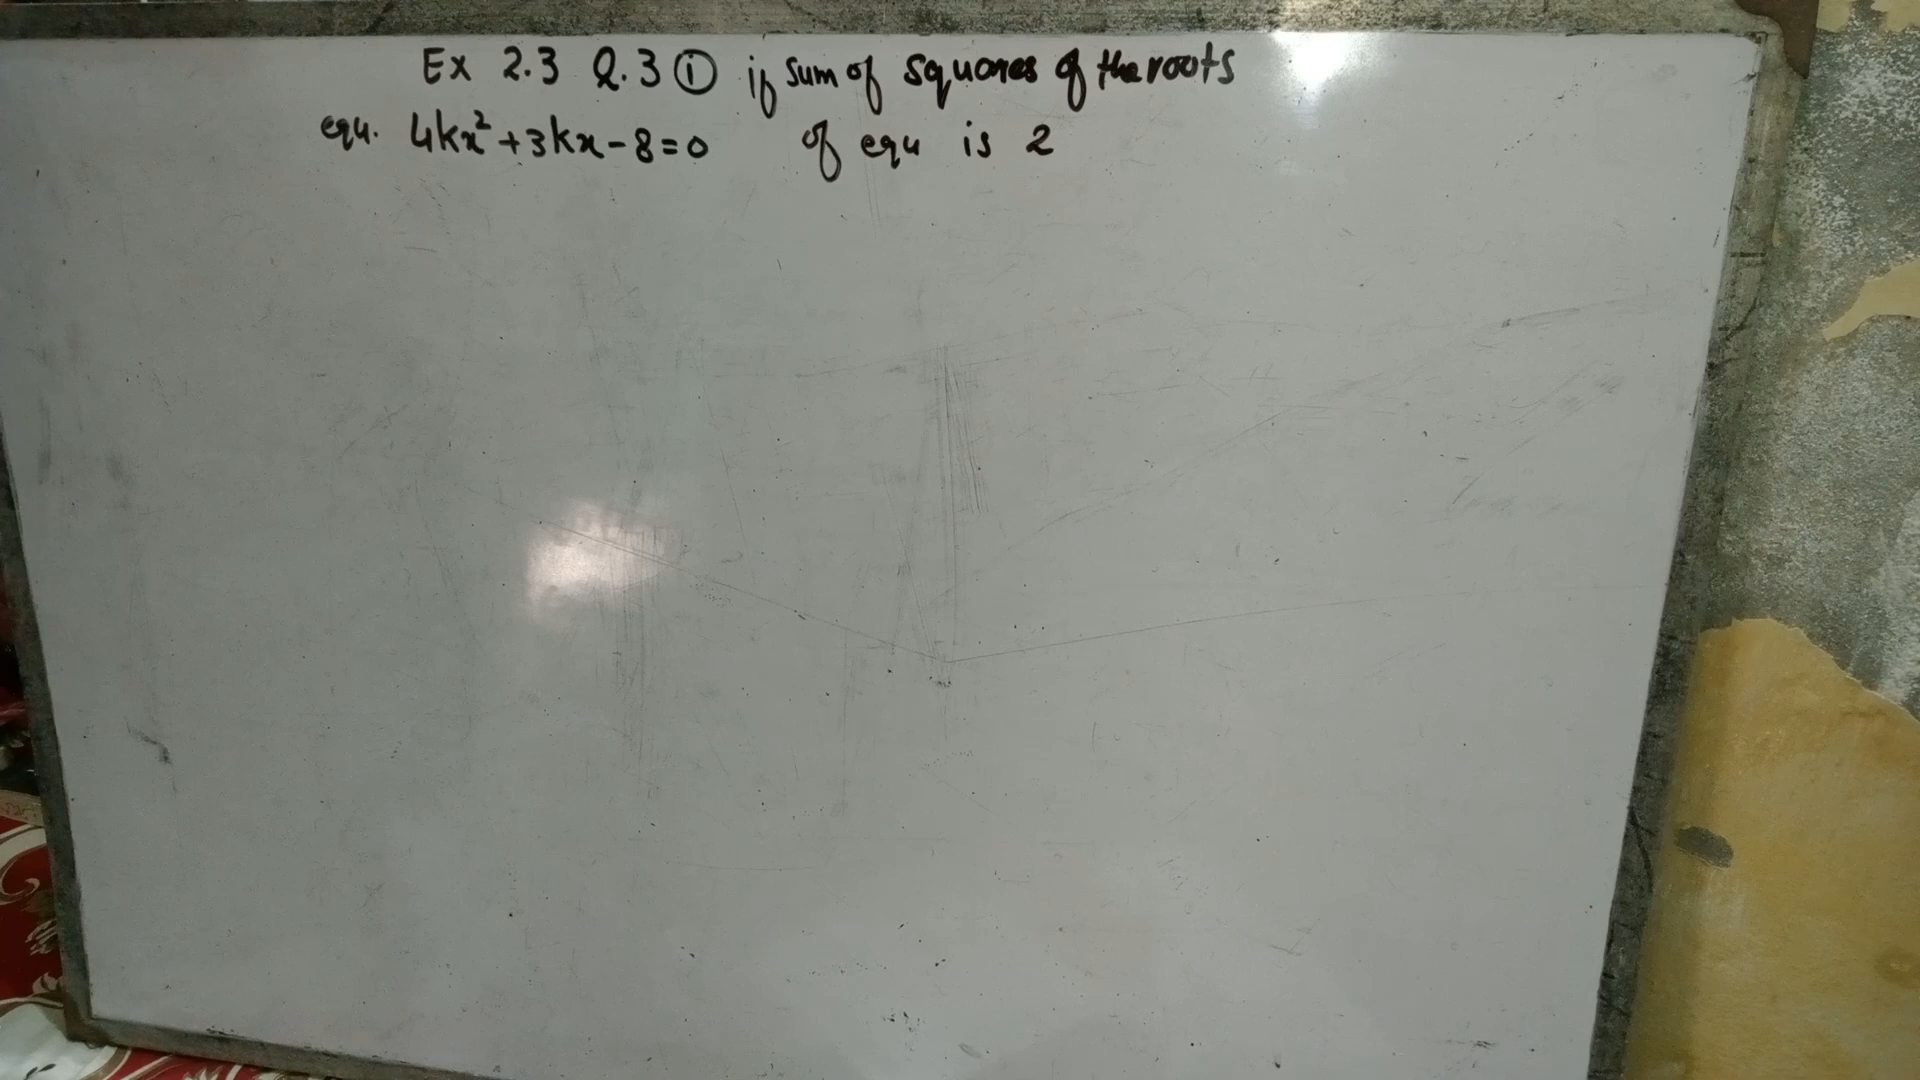 Ex 2.3 Q.3 ① if sum of squares of the roots
equ. 4kx² + 3kx - 8 = 0 of equ is 2